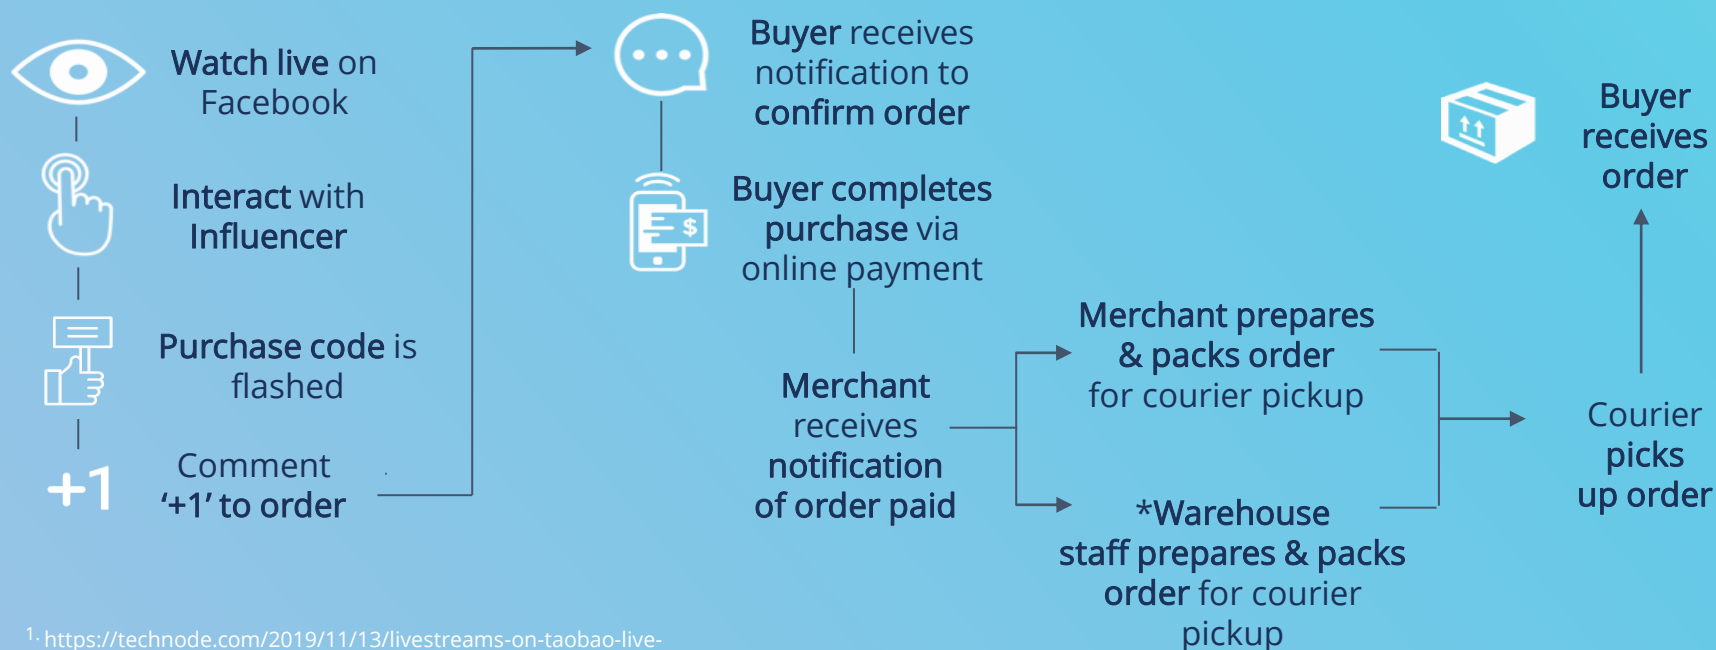 Watch live on
Facebook
Interact with
Influencer
Purchase code is
flashed
+1
Comment
‘+1’ to order
Buyer receives
notification to
confirm order
$
Buyer completes
purchase via
online payment
Merchant
receives
notification
of order paid
Merchant prepares
& packs order
for courier pickup
*Warehouse
staff prepares & packs
order for courier
pickup
Courier
picks
up order
Buyer
receives
order
1. https://technode.com/2019/11/13/livestreams-on-taobao-live-